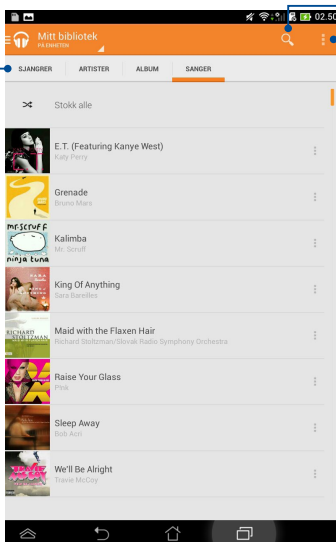 02.50
Mitt bibliotek
PÅ ENHETEN
SJANGRER ARTISTER ALBUM SANGER
Stokk alle
E.T. (Featuring Kanye West)
Katy Perry
Grenade
Bruno Mars
mr.scruff
ninja tuna
Kalimba
Mr. Scruff
King Of Anything
Sara Bareilles
RICHARD
STOLTZMAN
Maid with the Flaxen Hair
Richard Stoltzman/Slovak Radio Symphony Orchestra
Raise Your Glass
Pink
Sleep Away
Bob Acri
We'll Be Alright
Travie McCoy